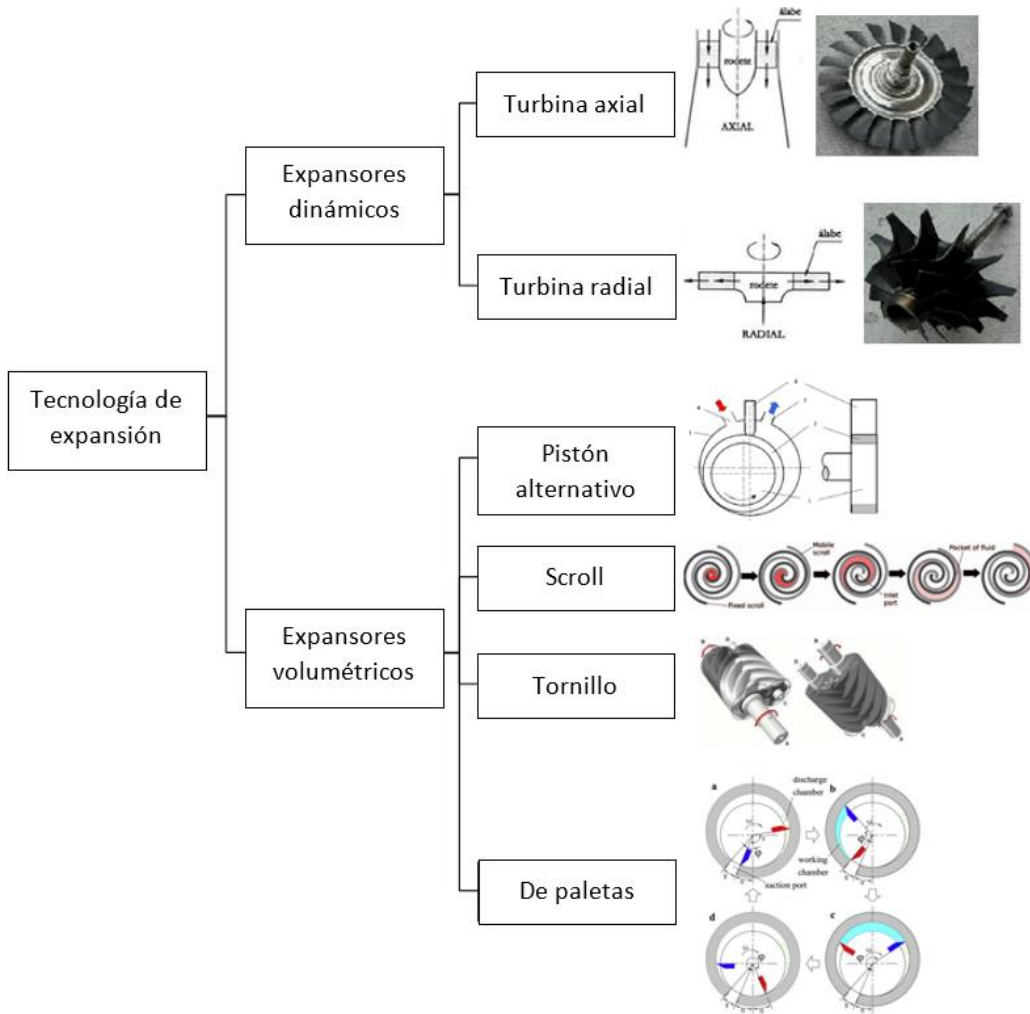 álabe
rodete
AXIAL
Turbina axial
Expansores
dinámicos
álabe
rodete
RADIAL
Turbina radial
Tecnología de
expansión
Pistón
alternativo
Mobile
scroll
Pocket of fluid
Fixed scroll
Inlet
port
Scroll
Expansores
volumétricos
Tornillo
a
discharge
chamber
b
working
chamber
suction port
De paletas
d
c